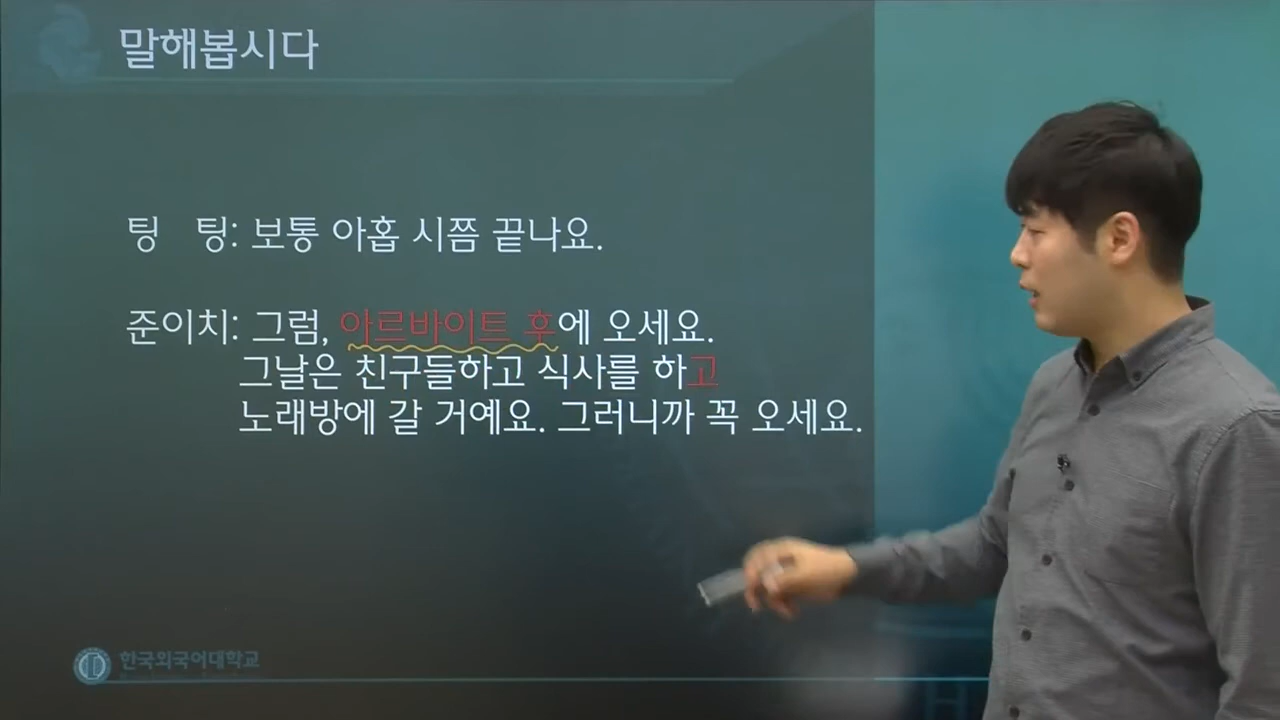 말해봅시다
팅 팅: 보통 아홉 시쯤 끝나요.
준이치: 그럼, 아르바이트 후에 오세요.
그날은 친구들하고 식사를 하고
노래방에 갈 거예요. 그러니까 꼭 오세요.
한국외국어대학교